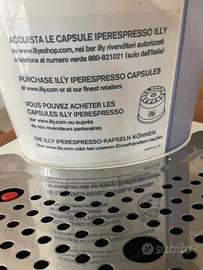 ACQUISTA LE CAPSULE IPERESPRESSO ILLY
su www.illyeshop.com, nei bar illy rivenditori autorizzati
o telefona al numero verde 800-821021 (solo dall'Italia)
PURCHASE ILLY IPERESPRESSO CAPSULES
at www.illy.com or at our finest retailers
VOUS POUVEZ ACHETER LES
CAPSULES ILLY IPERESPRESSO
sur www.illy.com ou auprès
de nos revendeurs partenaires
DIE ILLY IPERESPRESSO-KAPSELN KÖNNEN
über www.illy.com oder bei unseren Einzelhändlern kaufen.
subito